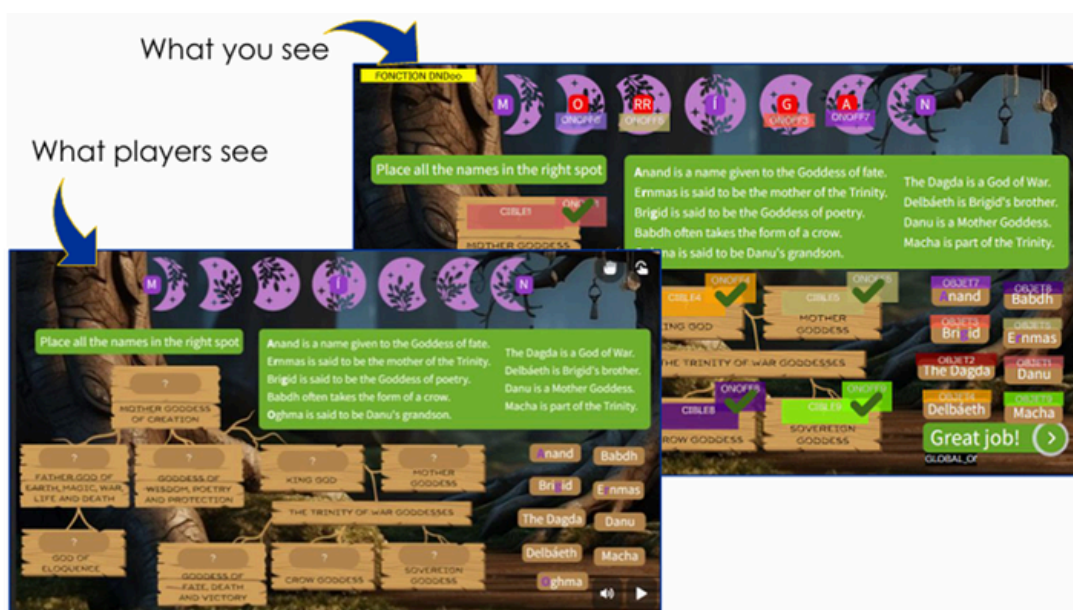 What you see
What players see
FONCTION DNDoo
M O RR Í G A N
ONOFF5 ONOFF3 ONOFF7
Place all the names in the right spot
Anand is a name given to the Goddess of fate.
Ernmas is said to be the mother of the Trinity.
Brigid is said to be the Goddess of poetry.
Babdh often takes the form of a crow.
ma is said to be Danu's grandson.
The Dagda is a God of War.
Delbáeth is Brigid's brother.
Danu is a Mother Goddess.
Macha is part of the Trinity.
CIBLE1
MOTHER GODDESS
CIBLE4
KING GOD
CIBLE5
MOTHER
GODDESS
THE TRINITY OF WAR GODDESSES
CIBLE8 ONOFF8
CROW GODDESS
CIBLE9
SOVEREIGN
GODDESS
OBJET7
Anand
Babdh
OBJET3
Brigid
OBJET5
Ernmas
OBJET2
The Dagda
OBJET1
Danu
Delbáeth
OBJET9
Macha
Great job!
M Í N
Place all the names in the right spot
Anand is a name given to the Goddess of fate.
Ernmas is said to be the mother of the Trinity.
Brigid is said to be the Goddess of poetry.
Babdh often takes the form of a crow.
Oghma is said to be Danu's grandson.
The Dagda is a God of War.
Delbáeth is Brigid's brother.
Danu is a Mother Goddess.
Macha is part of the Trinity.
?
MOTHER GODDESS
OF CREATION
?
FATHER GOD OF
EARTH, MAGIC, WAR,
LIFE AND DEATH
?
GODDESS OF
WISDOM, POETRY
AND PROTECTION
?
KING GOD
?
MOTHER
GODDESS
THE TRINITY OF WAR GODDESSES
?
GOD OF
ELOQUENCE
?
GODDESS OF
FATE, DEATH
AND VICTORY
?
CROW GODDESS
?
SOVEREIGN
GODDESS
Anand
Babdh
Brigid
Ernmas
The Dagda
Danu
Delbáeth
Macha
Oghma